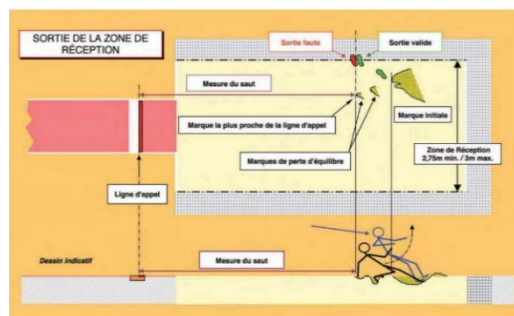 SORTIE DE LA ZONE DE
RÉCEPTION
Sortie faute
Sortie valide
Mesure du saut
Marque la plus proche de la ligne d'appel
Marque initiale
Marques de perte d'équilibre
Zone de Réception
2,75m min. / 3m max.
Ligne d'appel
Dessin indicatif
Mesure du saut